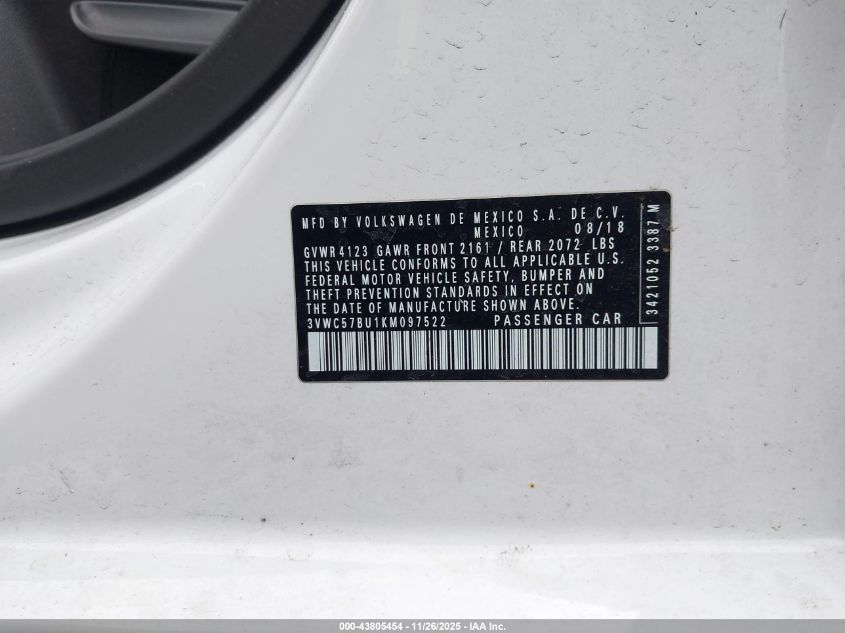 MFD BY VOLKSWAGEN DE MEXICO S.A. DE C.V.
MEXICO 08/18
GVWR 4123 GAWR FRONT 2161 / REAR 2072 LBS
THIS VEHICLE CONFORMS TO ALL APPLICABLE U.S.
FEDERAL MOTOR VEHICLE SAFETY, BUMPER AND
THEFT PREVENTION STANDARDS IN EFFECT ON
THE DATE OF MANUFACTURE SHOWN ABOVE.
3VWC57BU1KM097522 PASSENGER CAR
3421052 3387 M
000-43805454 - 11/26/2025 - IAA Inc.